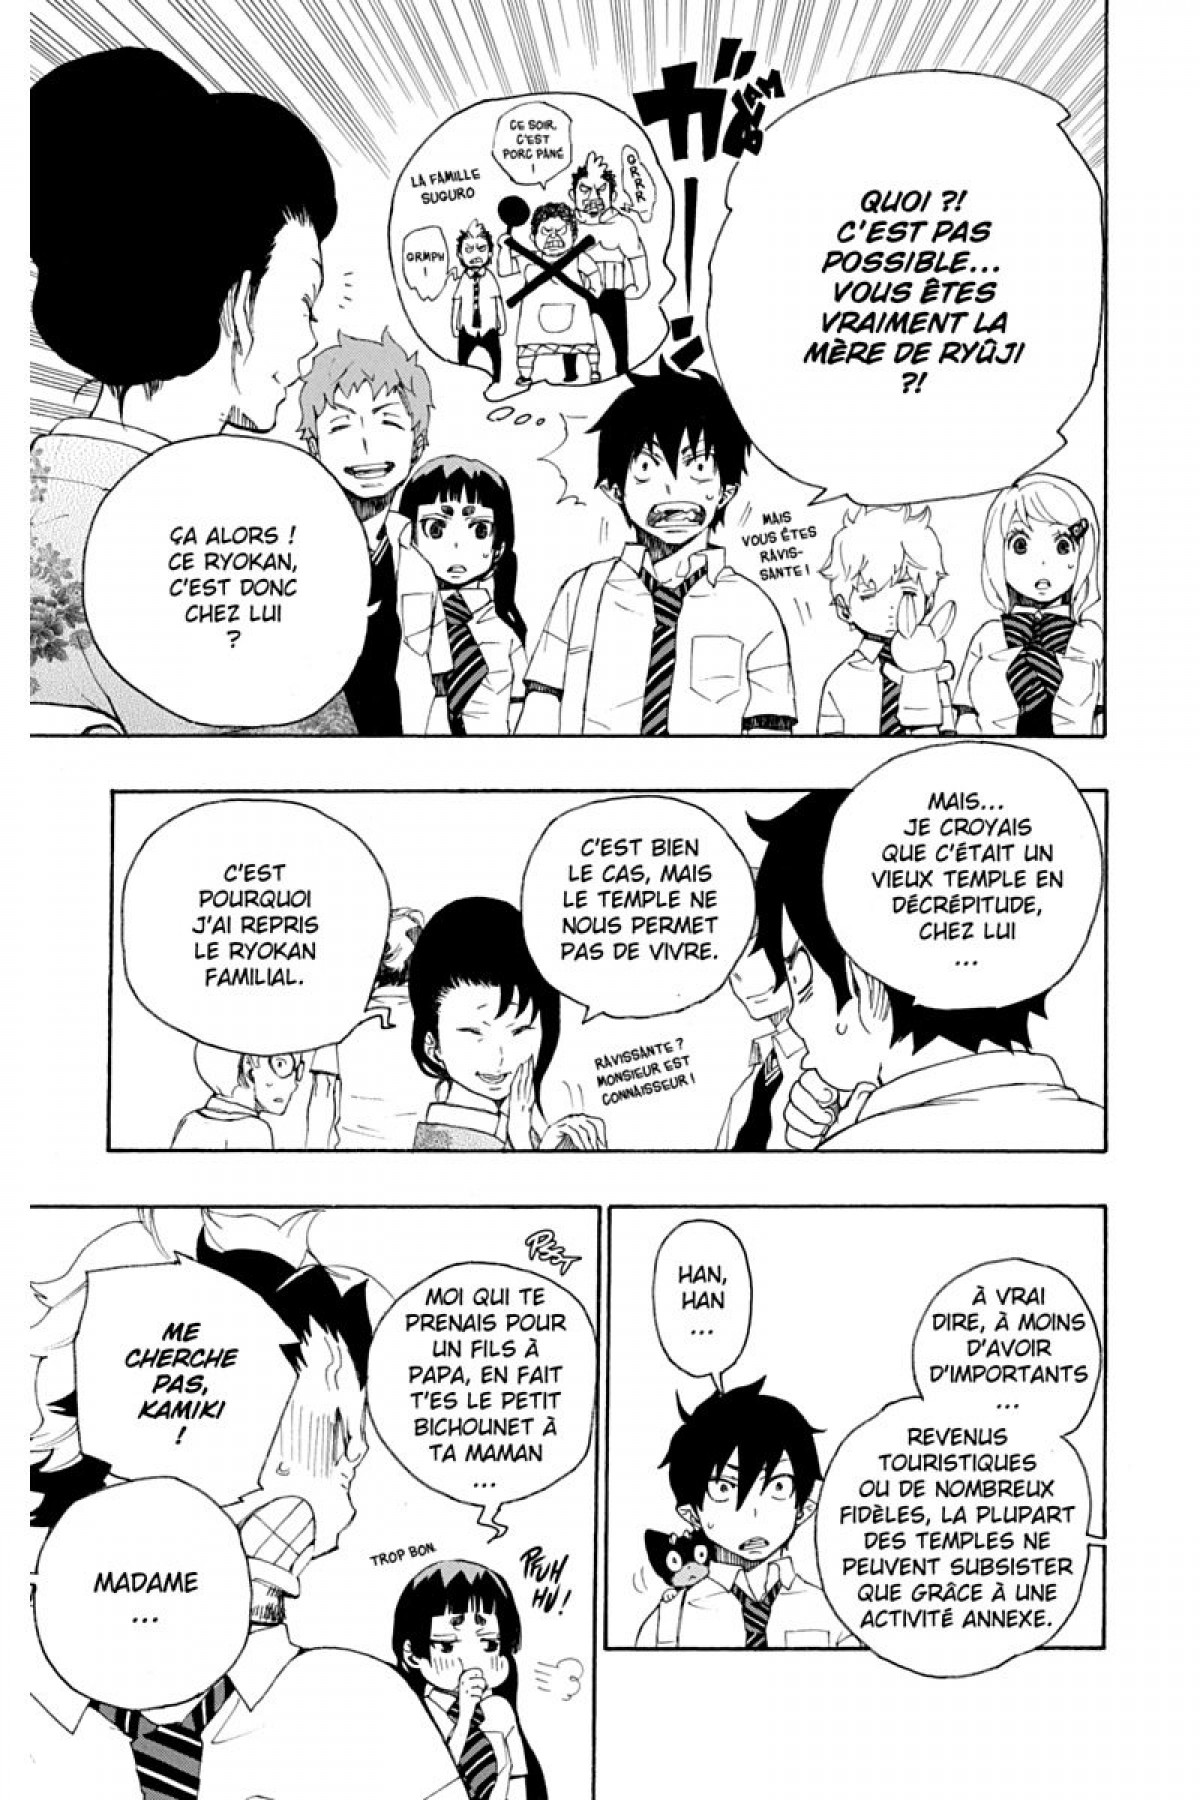 QUOI ?!
C'EST PAS
POSSIBLE...
VOUS ÊTES
VRAIMENT LA
MÈRE DE RYÛJI
?!
ガーン!
BLAM!
CE SOIR,
C'EST
PORC PANÉ
!
GRRR
LA FAMILLE
SUGURO
GRMPH
!
MAIS
VOUS ÊTES
RAVIS-
SANTE !
ÇA ALORS !
CE RYOKAN,
C'EST DONC
CHEZ LUI
?
MAIS...
JE CROYAIS
QUE C'ÉTAIT UN
VIEUX TEMPLE EN
DÉCRÉPITUDE,
CHEZ LUI
...
C'EST BIEN
LE CAS, MAIS
LE TEMPLE NE
NOUS PERMET
PAS DE VIVRE.
RAVISSANTE ?
MONSIEUR EST
CONNAISSEUR !
C'EST
POURQUOI
J'AI REPRIS
LE RYOKAN
FAMILIAL.
À VRAI
DIRE, À MOINS
D'AVOIR
D'IMPORTANTS
...
REVENUS
TOURISTIQUES
OU DE NOMBREUX
FIDÈLES, LA PLUPART
DES TEMPLES NE
PEUVENT SUBSISTER
QUE GRÂCE À UNE
ACTIVITÉ ANNEXE.
HAN,
HAN
...
PSST
MOI QUI TE
PRENAIS POUR
UN FILS À
PAPA, EN FAIT
T'ES LE PETIT
BICHOUNET À
TA MAMAN
...
TROP BON.
PFUH
HU!
ME
CHERCHE
PAS,
KAMIKI
!
MADAME
...